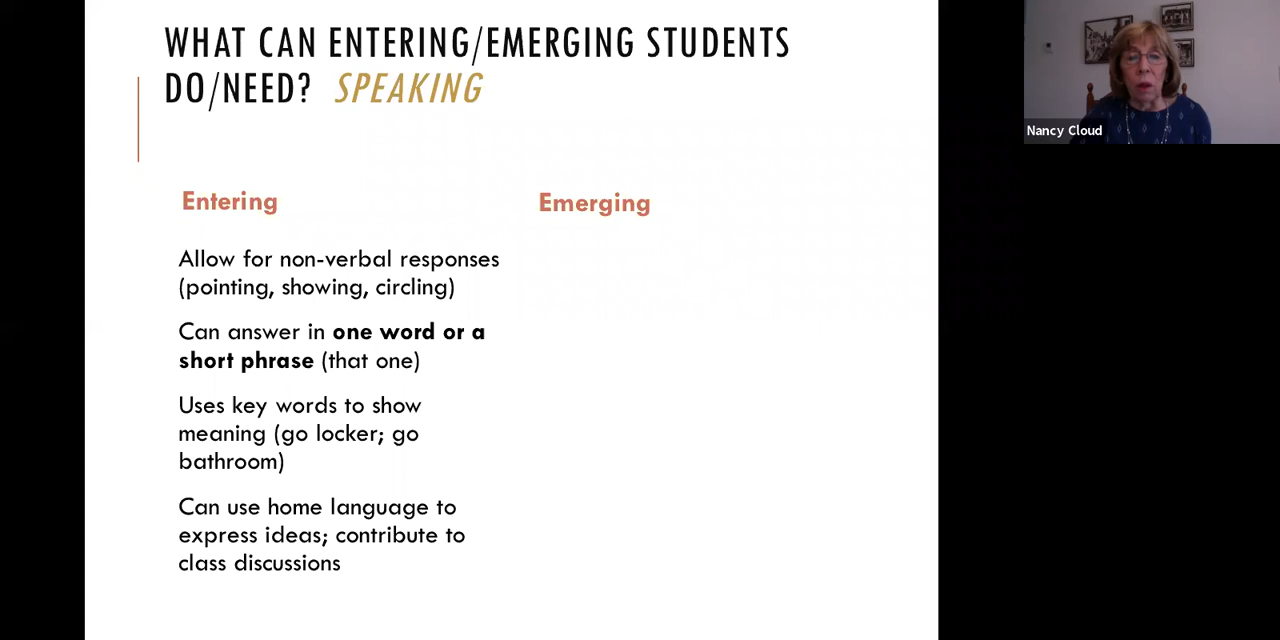 WHAT CAN ENTERING/EMERGING STUDENTS
DO/NEED? SPEAKING
Entering
Allow for non-verbal responses
(pointing, showing, circling)
Can answer in one word or a
short phrase (that one)
Uses key words to show
meaning (go locker; go
bathroom)
Can use home language to
express ideas; contribute to
class discussions
Emerging
Nancy Cloud